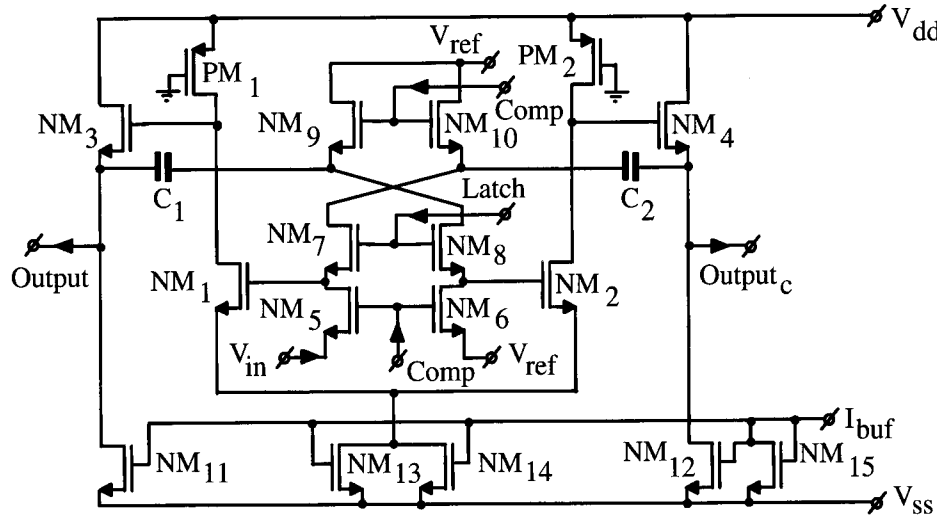 V_dd
V_ref
PM_1
PM_2
Comp
NM_3
NM_9
NM_10
NM_4
C_1
Latch
C_2
NM_7
NM_8
Output
Output_c
NM_1
NM_5
NM_6
NM_2
V_in
Comp
V_ref
I_buf
NM_11
NM_13
NM_14
NM_12
NM_15
V_ss